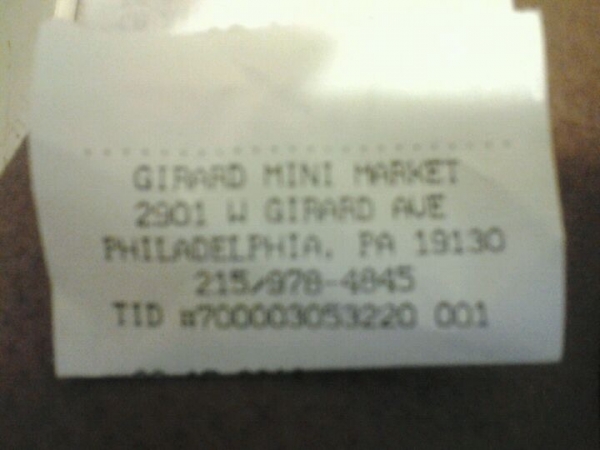 GIRARD MINI MARKET
2901 W GIRARD AVE
PHILADELPHIA, PA 19130
215/978-4845
TID #700003053220 001